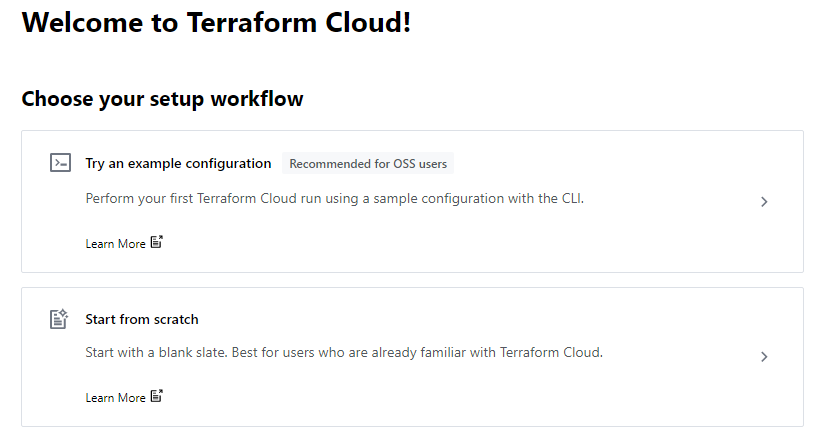 Welcome to Terraform Cloud!
Choose your setup workflow
Try an example configuration Recommended for OSS users
Perform your first Terraform Cloud run using a sample configuration with the CLI.
Learn More
Start from scratch
Start with a blank slate. Best for users who are already familiar with Terraform Cloud.
Learn More